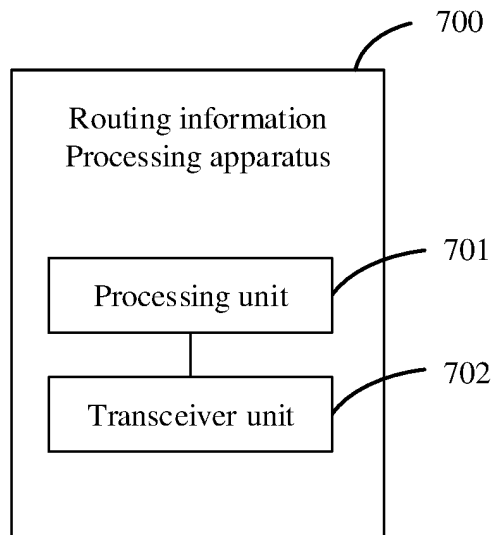 700
Routing information
Processing apparatus
701
Processing unit
702
Transceiver unit